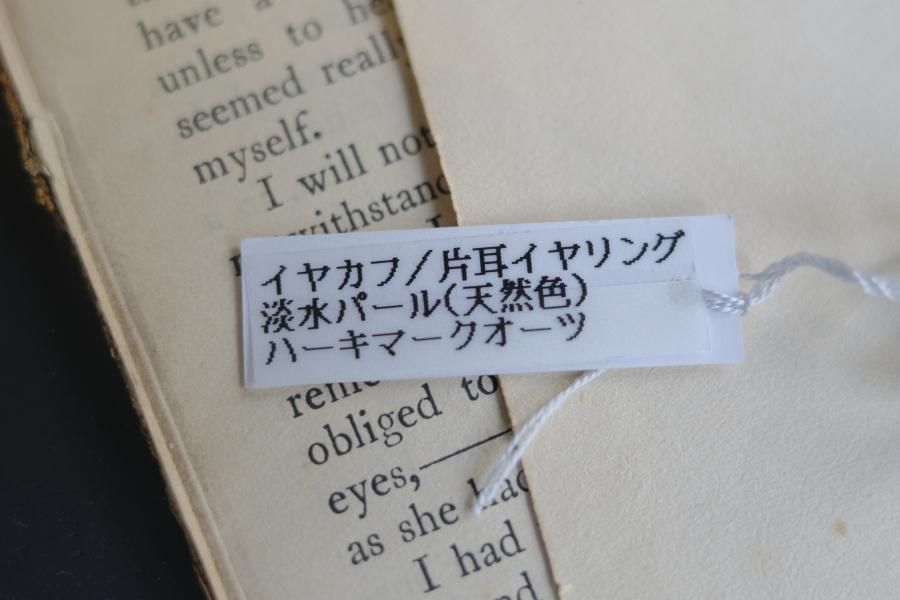 have a
unless to he
seemed really
myself.
I will not
イヤカフ/片耳イヤリング
淡水パール(天然色)
ハーキマークオーツ
obliged to
eyes,——
as she had
I had